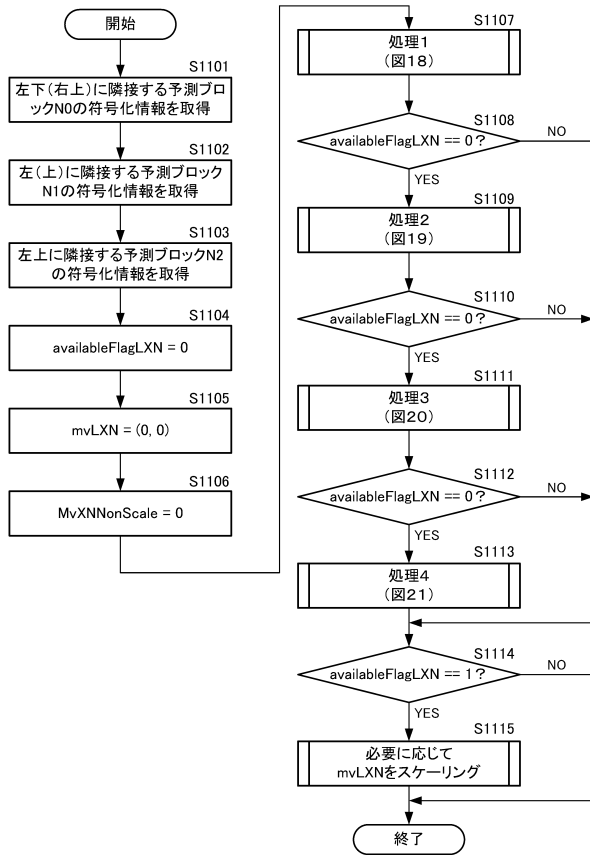 開始
S1101
左下(右上)に隣接する予測ブロ
ックN0の符号化情報を取得
S1102
左(上)に隣接する予測ブロック
N1の符号化情報を取得
S1103
左上に隣接する予測ブロックN2
の符号化情報を取得
S1104
availableFlagLXN = 0
S1105
mvLXN = (0, 0)
S1106
MvXNNonScale = 0
S1107
処理1
(図18)
S1108
availableFlagLXN == 0?
NO
YES
S1109
処理2
(図19)
S1110
availableFlagLXN == 0?
NO
YES
S1111
処理3
(図20)
S1112
availableFlagLXN == 0?
NO
YES
S1113
処理4
(図21)
S1114
availableFlagLXN == 1?
NO
YES
S1115
必要に応じて
mvLXNをスケーリング
終了